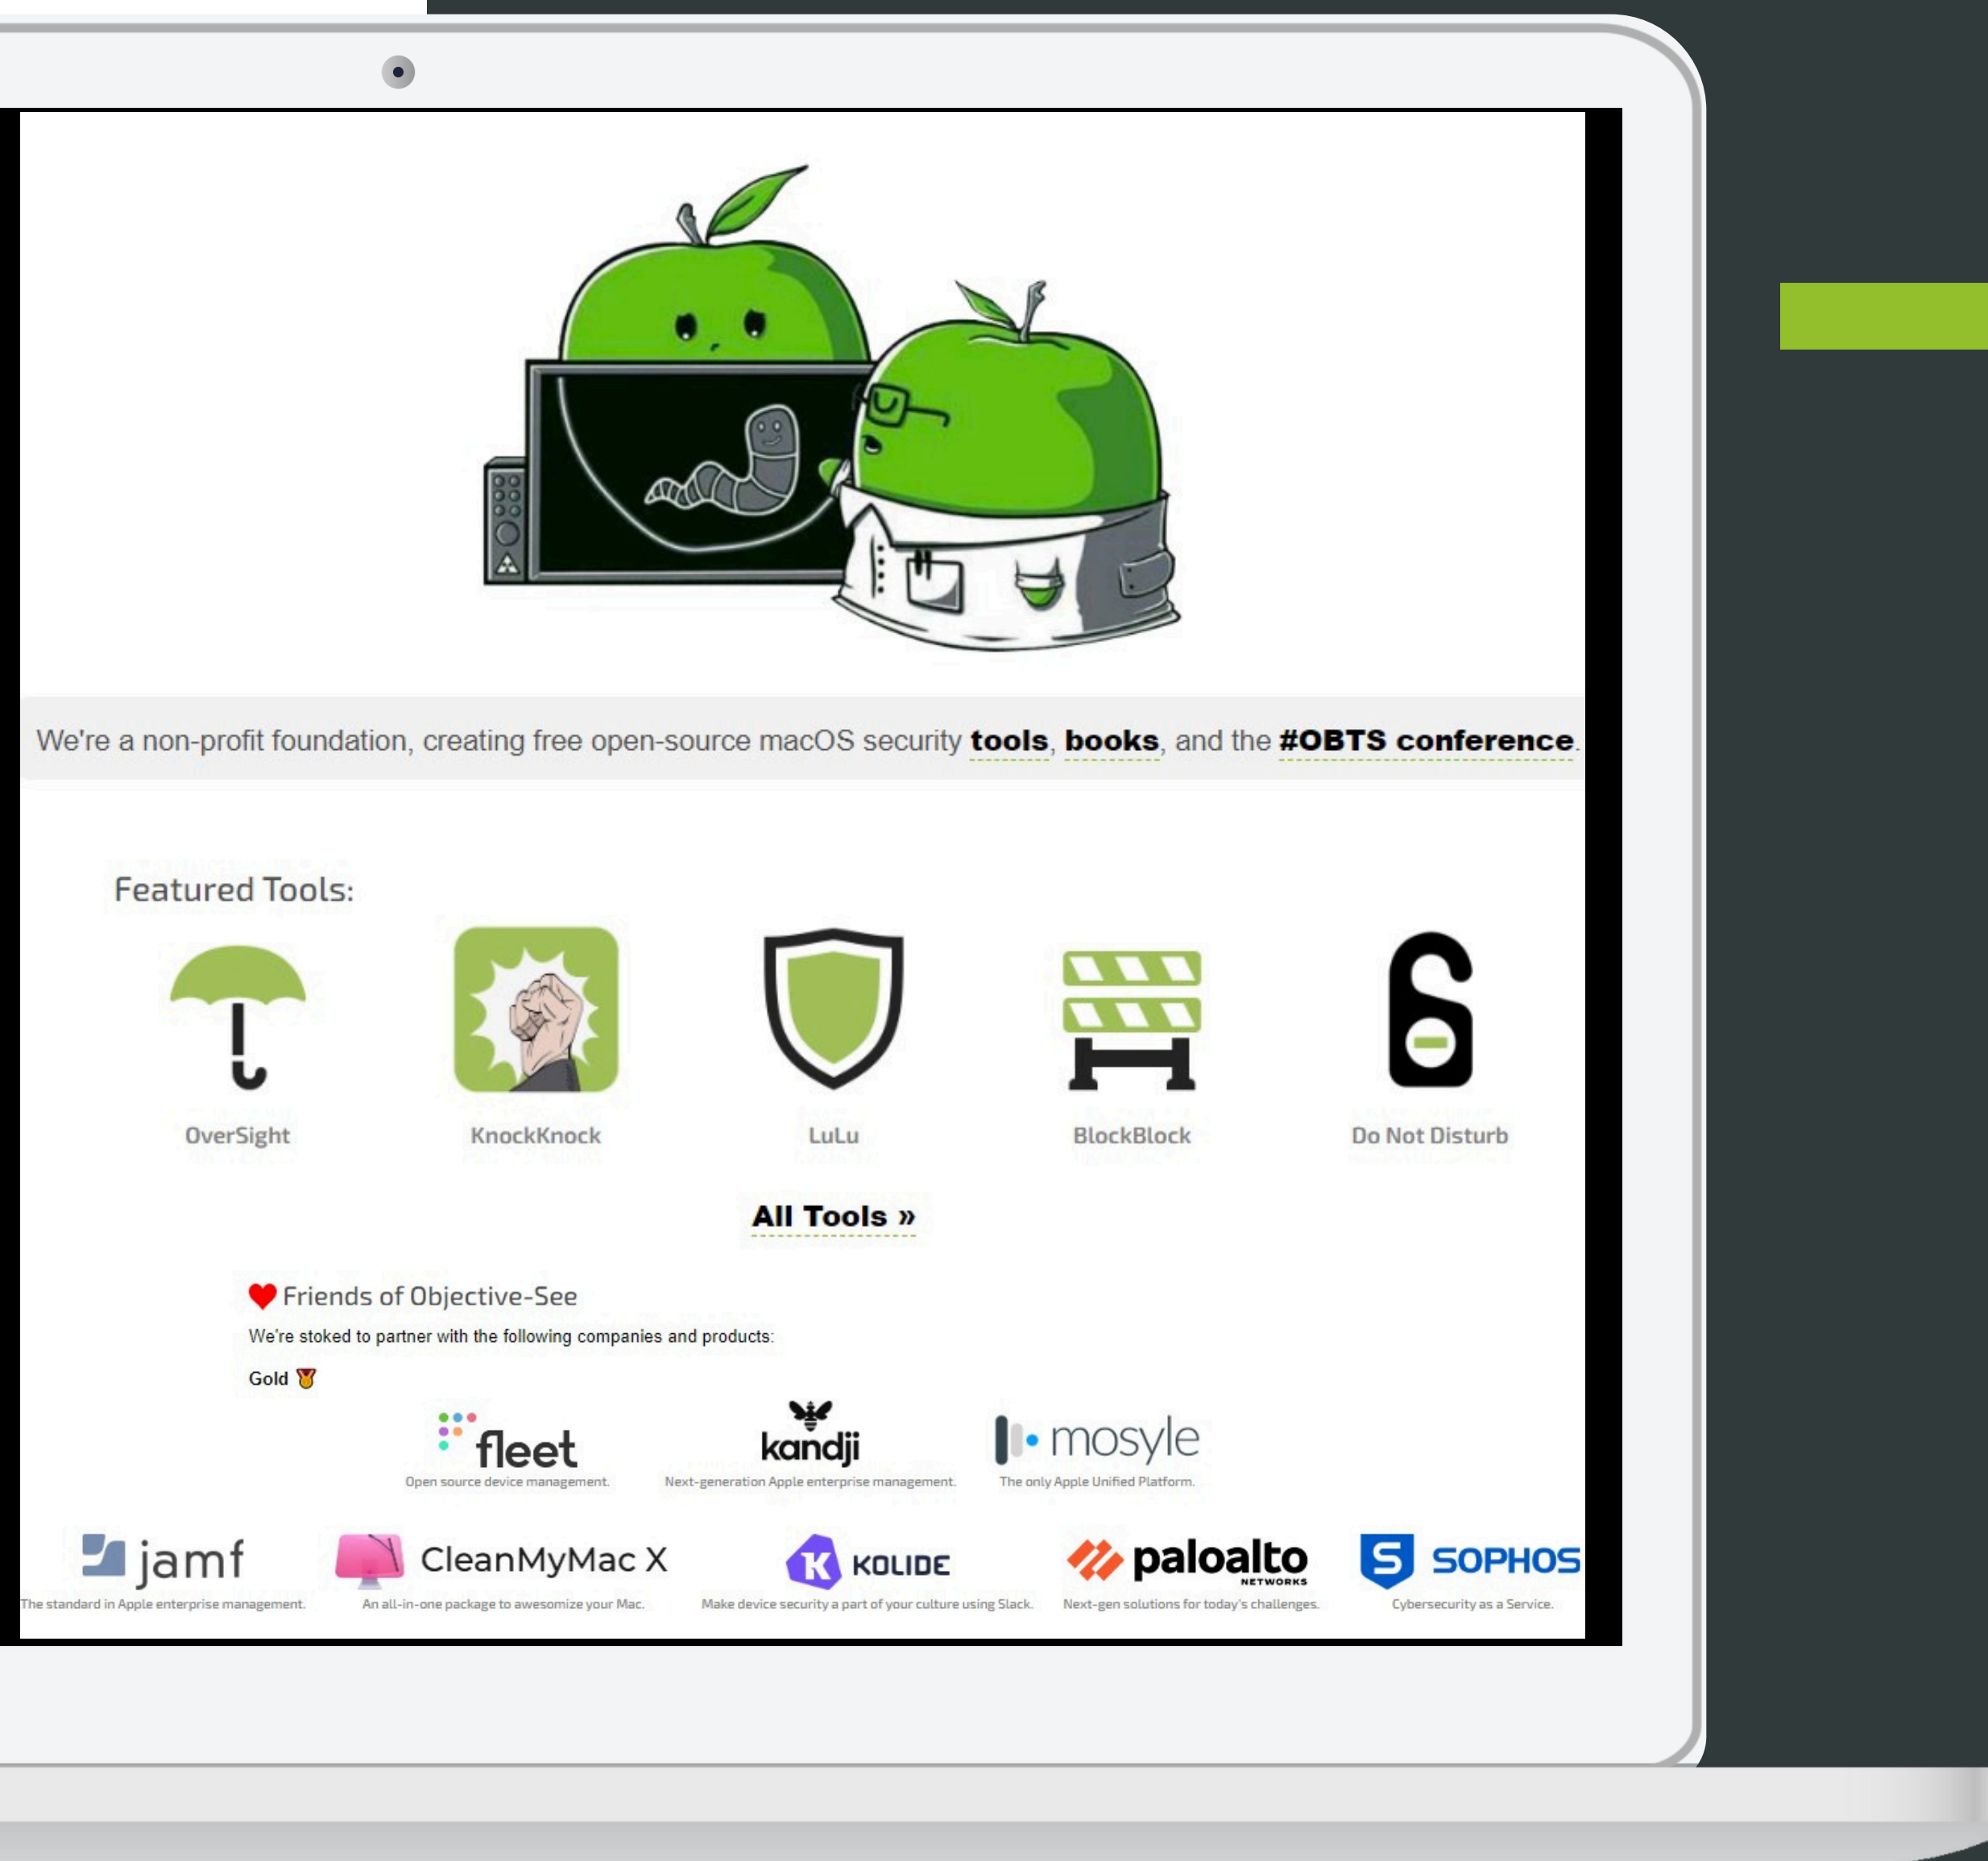 We're a non-profit foundation, creating free open-source macOS security tools, books, and the #OBTS conference.
Featured Tools:
OverSight
KnockKnock
LuLu
BlockBlock
Do Not Disturb
All Tools »
Friends of Objective-See
We're stoked to partner with the following companies and products:
Gold
fleet
Open source device management.
kandji
Next-generation Apple enterprise management.
mosyle
The only Apple Unified Platform.
jamf
The standard in Apple enterprise management.
CleanMyMac X
An all-in-one package to awesomize your Mac.
K KOLIDE
Make device security a part of your culture using Slack.
paloalto
NETWORKS
Next-gen solutions for today's challenges.
S SOPHOS
Cybersecurity as a Service.